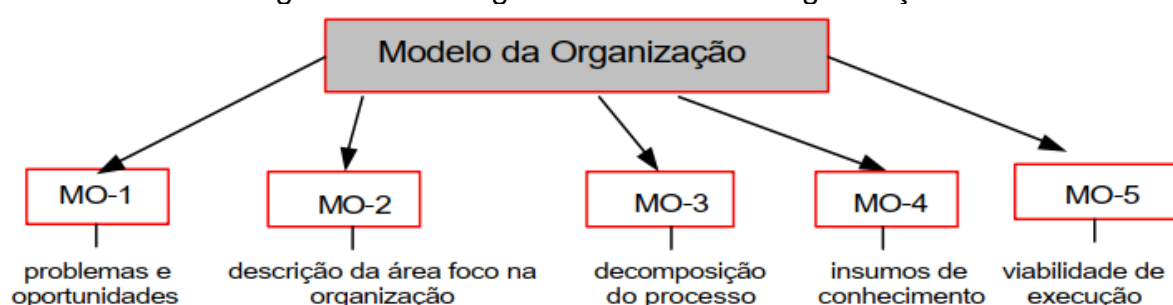 Modelo da Organização
MO-1
MO-2
MO-3
MO-4
MO-5
problemas e
oportunidades
descrição da área foco na
organização
decomposição
do processo
insumos de
conhecimento
viabilidade de
execução